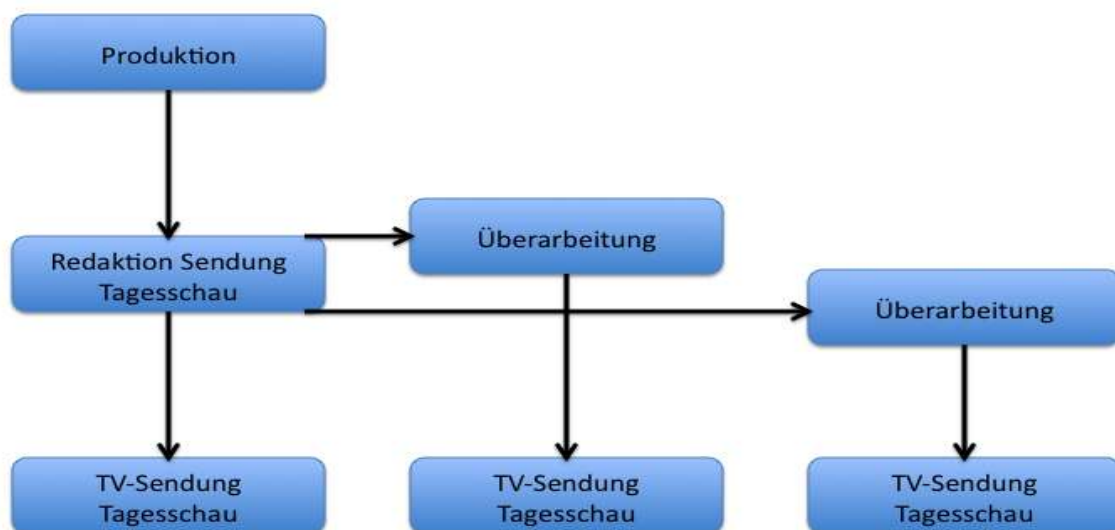 Produktion
Überarbeitung
Redaktion Sendung
Tagesschau
Überarbeitung
TV-Sendung
Tagesschau
TV-Sendung
Tagesschau
TV-Sendung
Tagesschau